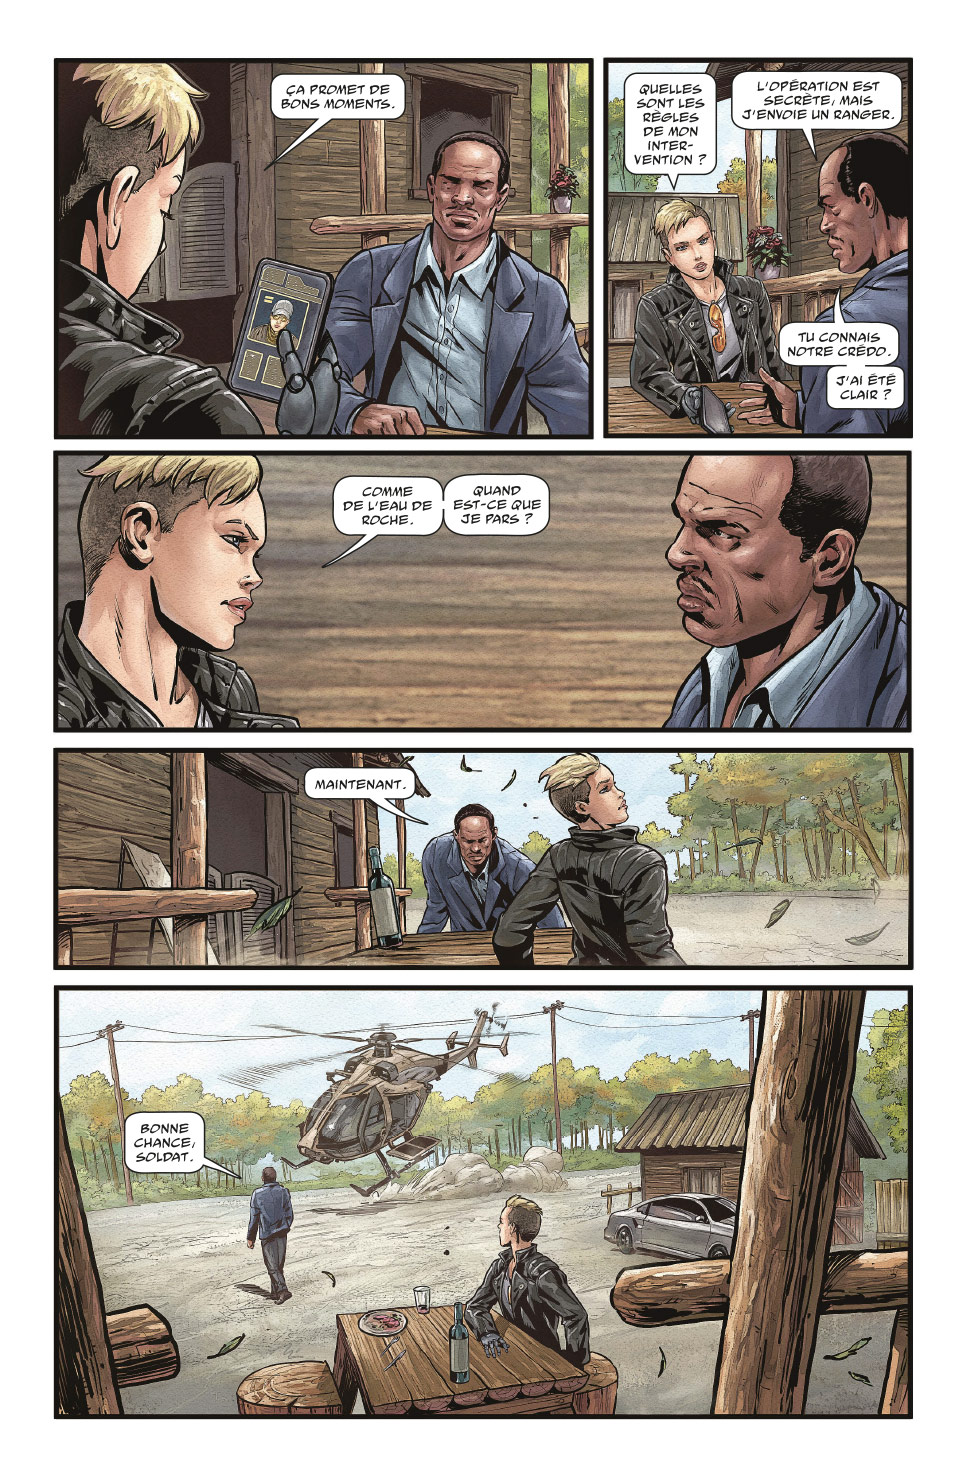 ÇA PROMET DE
BONS MOMENTS.
QUELLES
SONT LES
RÈGLES
DE MON
INTER-
VENTION ?
L'OPÉRATION EST
SECRÈTE, MAIS
J'ENVOIE UN RANGER.
TU CONNAIS
NOTRE CRÉDO.
J'AI ÉTÉ
CLAIR ?
COMME
DE L'EAU DE
ROCHE.
QUAND
EST-CE QUE
JE PARS ?
MAINTENANT.
BONNE
CHANCE,
SOLDAT.